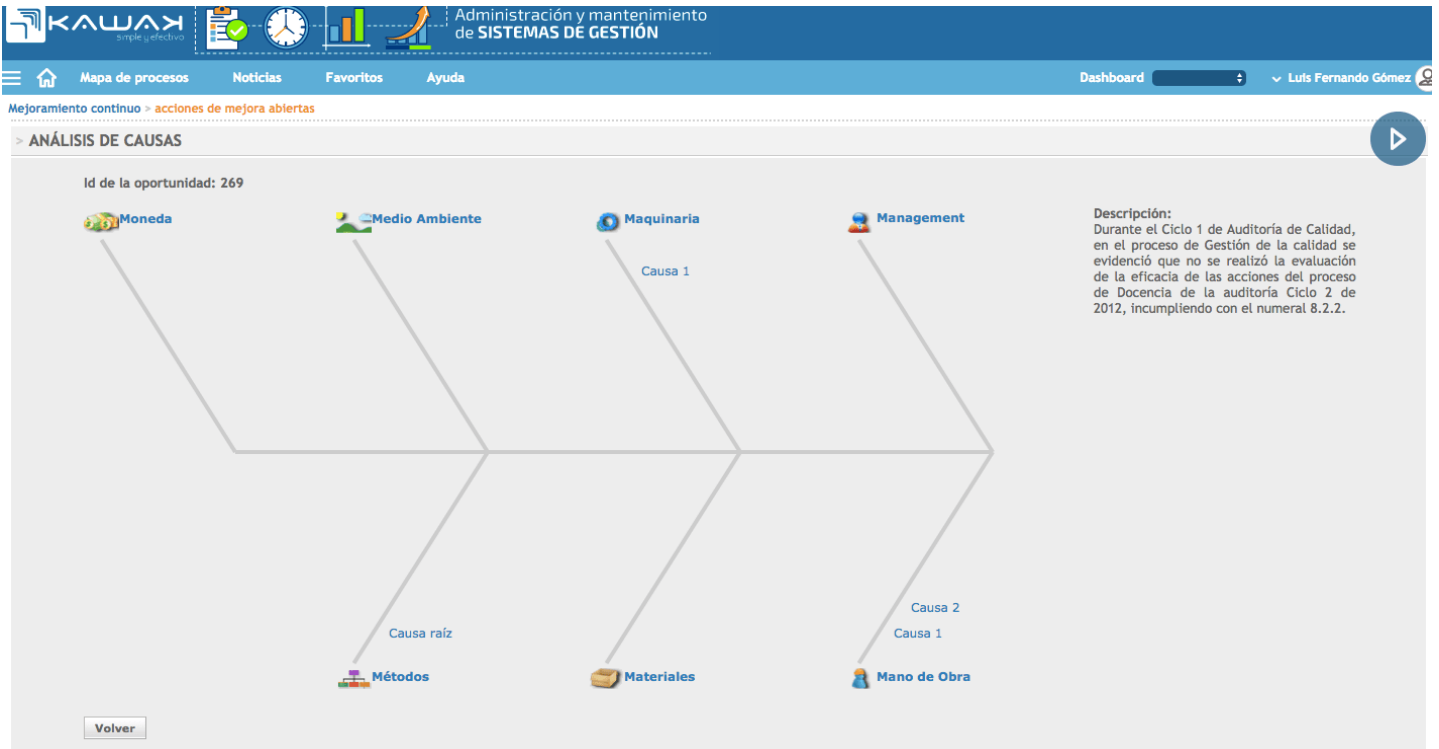 KAWAK
simple y efectivo
Administración y mantenimiento
de SISTEMAS DE GESTIÓN
Mapa de procesos Noticias Favoritos Ayuda Dashboard Luis Fernando Gómez
Mejoramiento continuo > acciones de mejora abiertas
> ANÁLISIS DE CAUSAS
Id de la oportunidad: 269
Moneda Medio Ambiente Maquinaria Management
Causa 1
Descripción:
Durante el Ciclo 1 de Auditoría de Calidad,
en el proceso de Gestión de la calidad se
evidenció que no se realizó la evaluación
de la eficacia de las acciones del proceso
de Docencia de la auditoría Ciclo 2 de
2012, incumpliendo con el numeral 8.2.2.
Causa 2
Causa raíz Causa 1
Métodos Materiales Mano de Obra
Volver